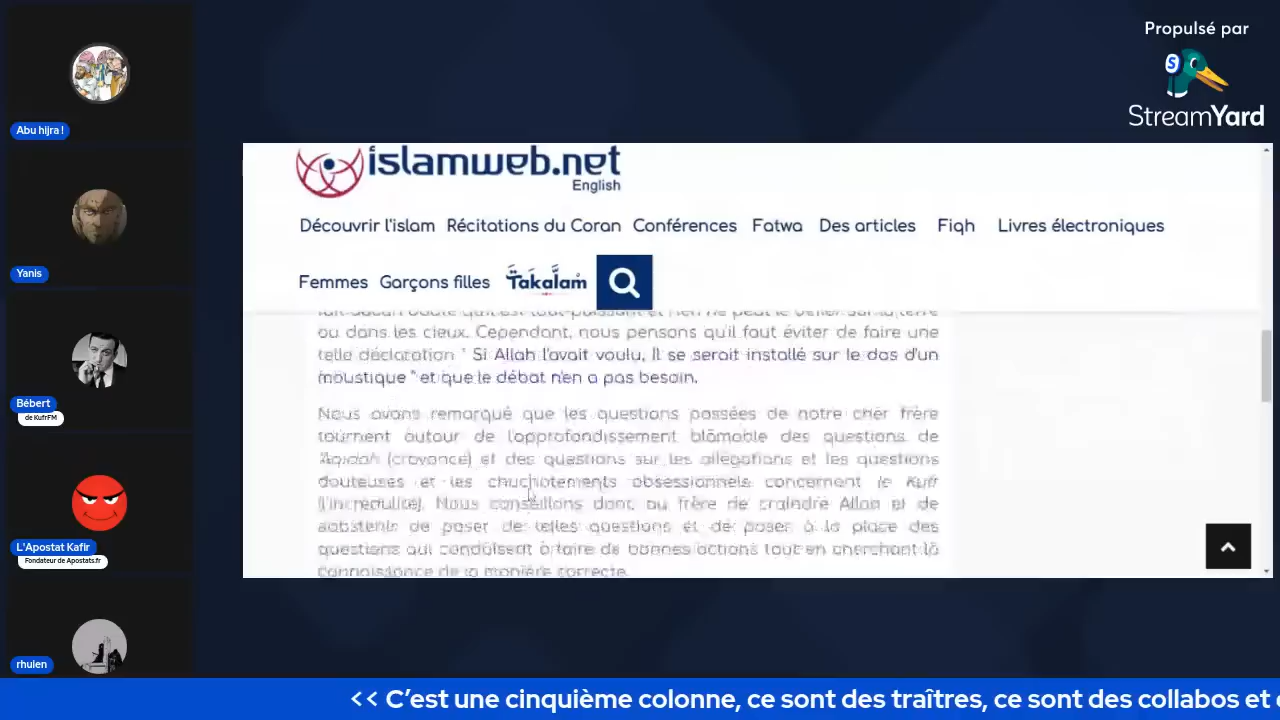 Propulsé par
StreamYard
Abu hijra !
Yanis
Bébert
de KufrFM
L'Apostat Kafir
Fondateur de Apostats.fr
rhuien
islamweb.net
English
Découvrir l'islam Récitations du Coran Conférences Fatwa Des articles Fiqh Livres électroniques
Femmes Garçons filles Takalam
ou dans les cieux. Cependant, nous pensons qu'il faut éviter de faire une
telle déclaration " Si Allah l'avait voulu, Il se serait installé sur le dos d'un
moustique " et que le débat n'en a pas besoin.
Nous avons remarqué que les questions passées de notre cher frère
tournent autour de l'approfondissement blâmable des questions de
'Aqidah (croyance) et des questions sur les allégations et les questions
douteuses et les chuchotements obsessionnels concernant le Kufr
(l'incrédulité). Nous conseillons donc au frère de craindre Allah et de
s'abstenir de poser de telles questions et de poser à la place des
questions qui conduisent à faire de bonnes actions tout en cherchant la
connaissance de la manière correcte.
<< C'est une cinquième colonne, ce sont des traîtres, ce sont des collabos et